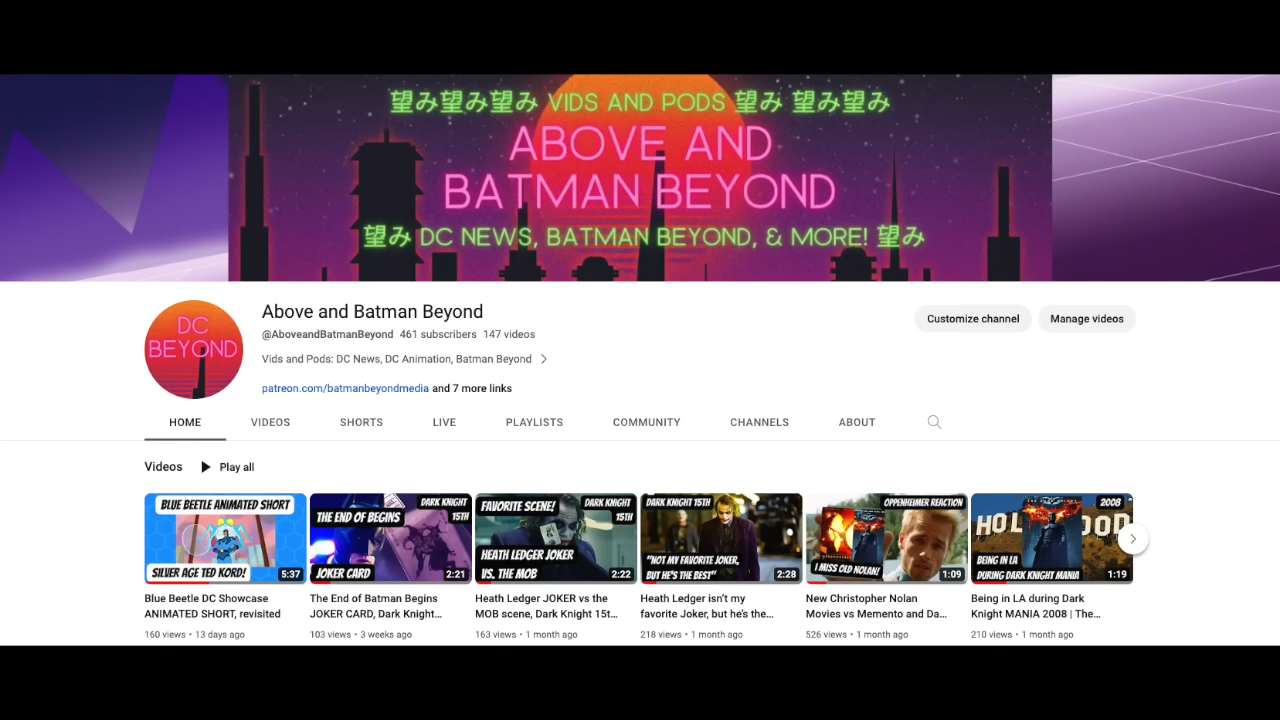 望み望み望み VIDS AND PODS 望み 望み望み
ABOVE AND
BATMAN BEYOND
望み DC NEWS, BATMAN BEYOND, & MORE! 望み
DC
BEYOND
Above and Batman Beyond
@AboveandBatmanBeyond 461 subscribers 147 videos
Vids and Pods: DC News, DC Animation, Batman Beyond
patreon.com/batmanbeyondmedia and 7 more links
Customize channel
Manage videos
HOME VIDEOS SHORTS LIVE PLAYLISTS COMMUNITY CHANNELS ABOUT
Videos Play all
BLUE BEETLE ANIMATED SHORT
SILVER AGE TED KORD!
5:37
Blue Beetle DC Showcase
ANIMATED SHORT, revisited
160 views • 13 days ago
DARK KNIGHT
15TH
THE END OF BEGINS
JOKER CARD
2:21
The End of Batman Begins
JOKER CARD, Dark Knight...
103 views • 3 weeks ago
FAVORITE SCENE!
DARK KNIGHT
15TH
HEATH LEDGER JOKER
VS. THE MOB
2:22
Heath Ledger JOKER vs the
MOB scene, Dark Knight 15t...
163 views • 1 month ago
DARK KNIGHT 15TH
"NOT MY FAVORITE JOKER,
BUT HE'S THE BEST"
2:28
Heath Ledger isn't my
favorite Joker, but he's the...
218 views • 1 month ago
OPPENHEIMER REACTION
I MISS OLD NOLAN!
1:09
New Christopher Nolan
Movies vs Memento and Da...
526 views • 1 month ago
2008
HOLLYWOOD
BEING IN LA
DURING DARK KNIGHT MANIA
1:19
Being in LA during Dark
Knight MANIA 2008 | The...
210 views • 1 month ago